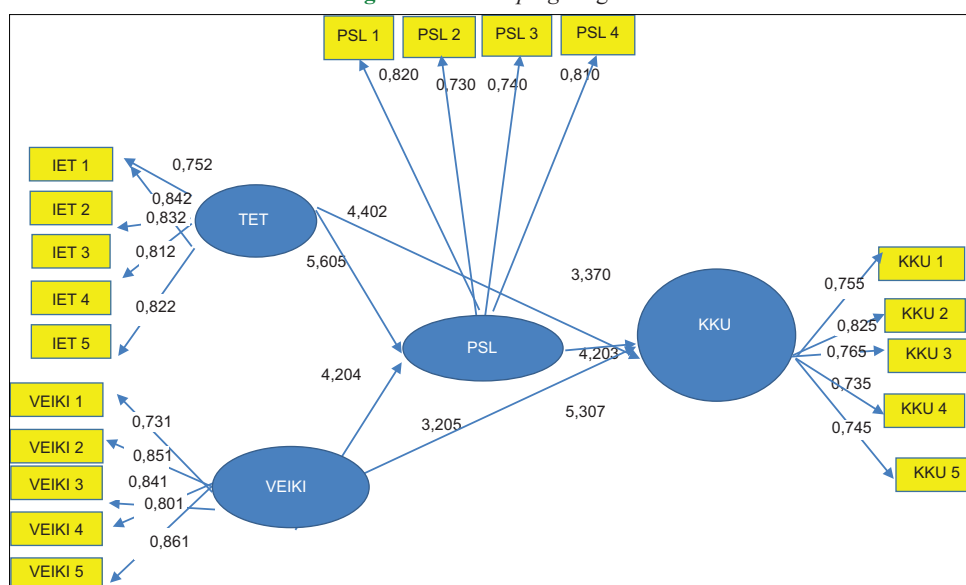 PSL 1
PSL 2
PSL 3
PSL 4
0,820
0,730
0,740
0,810
IET 1
IET 2
IET 3
IET 4
IET 5
0,752
0,842
0,832
0,812
0,822
TET
4,402
5,605
3,370
PSL
KKU
4,203
4,204
3,205
5,307
VEIKI 1
VEIKI 2
VEIKI 3
VEIKI 4
VEIKI 5
0,731
0,851
0,841
0,801
0,861
VEIKI
0,755
0,825
0,765
0,735
0,745
KKU 1
KKU 2
KKU 3
KKU 4
KKU 5